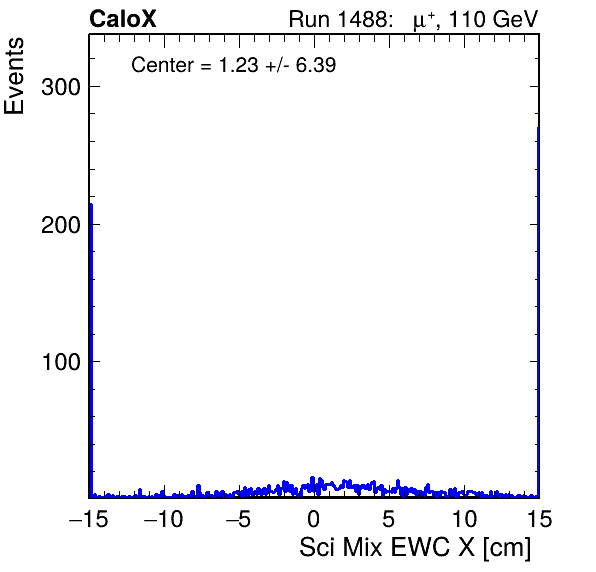 CaloX Run 1488: μ⁺, 110 GeV
Center = 1.23 +/- 6.39
Events
300
200
100
−15 −10 −5 0 5 10 15
Sci Mix EWC X [cm]